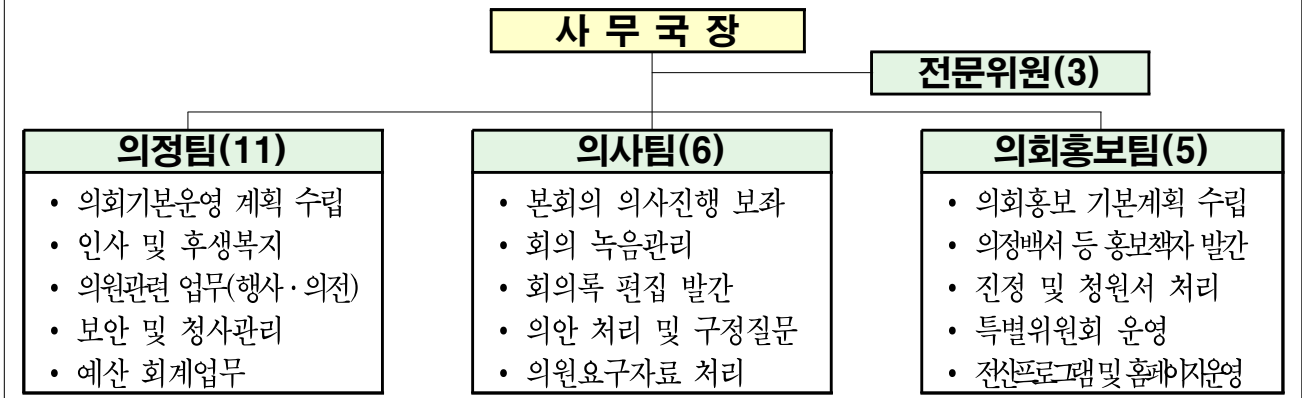 사 무 국 장
전문위원(3)
의정팀(11)
• 의회기본운영 계획 수립
• 인사 및 후생복지
• 의원관련 업무(행사 · 의전)
• 보안 및 청사관리
• 예산 회계업무
의사팀(6)
• 본회의 의사진행 보좌
• 회의 녹음관리
• 회의록 편집 발간
• 의안 처리 및 구정질문
• 의원요구자료 처리
의회홍보팀(5)
• 의회홍보 기본계획 수립
• 의정백서 등 홍보책자 발간
• 진정 및 청원서 처리
• 특별위원회 운영
• 전산프로그램 및 홈페이지운영